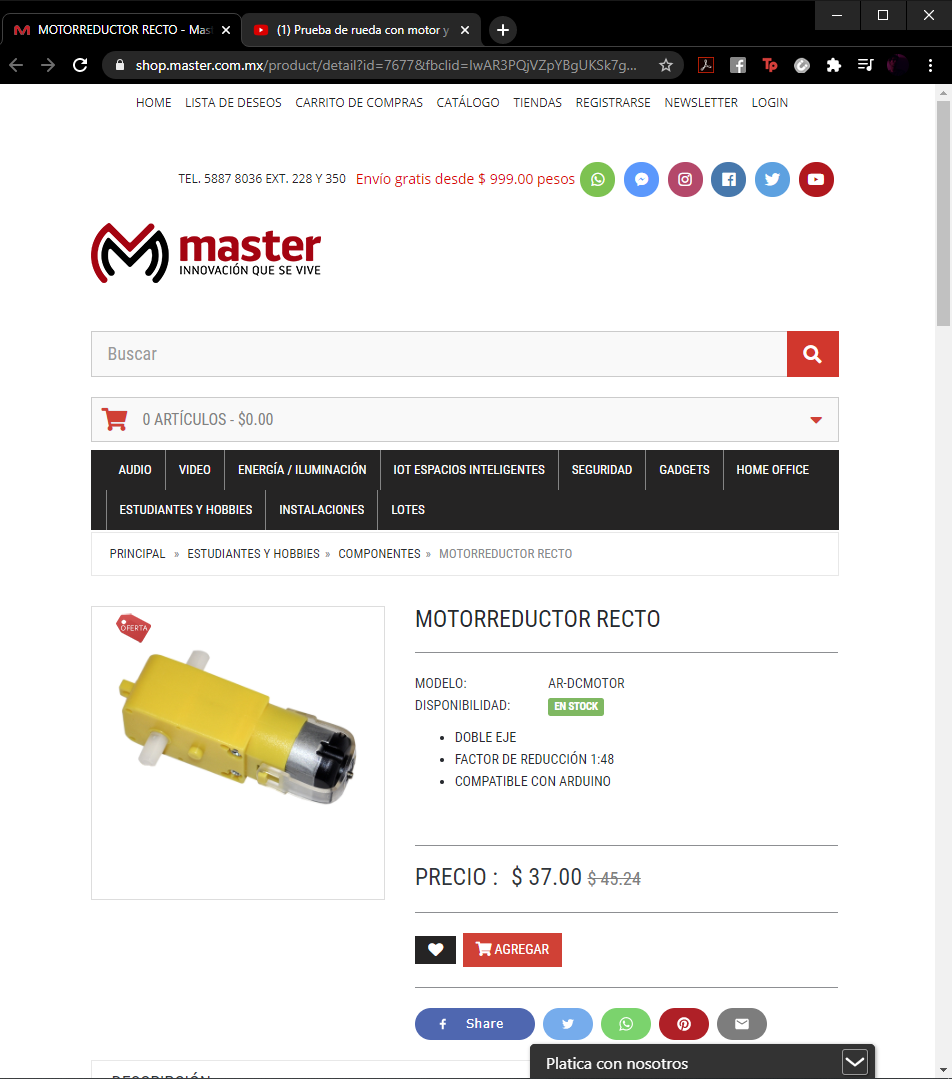 MOTORREDUCTOR RECTO - Mas
(1) Prueba de rueda con motor y
shop.master.com.mx/product/detail?id=7677&fbclid=IwAR3PQjVZpYBgUKSk7g...
HOME LISTA DE DESEOS CARRITO DE COMPRAS CATÁLOGO TIENDAS REGISTRARSE NEWSLETTER LOGIN
TEL. 5887 8036 EXT. 228 Y 350 Envío gratis desde $ 999.00 pesos
master
INNOVACIÓN QUE SE VIVE
Buscar
0 ARTÍCULOS - $0.00
AUDIO VIDEO ENERGÍA / ILUMINACIÓN IOT ESPACIOS INTELIGENTES SEGURIDAD GADGETS HOME OFFICE
ESTUDIANTES Y HOBBIES INSTALACIONES LOTES
PRINCIPAL » ESTUDIANTES Y HOBBIES » COMPONENTES » MOTORREDUCTOR RECTO
OFERTA
MOTORREDUCTOR RECTO
MODELO: AR-DCMOTOR
DISPONIBILIDAD: EN STOCK
• DOBLE EJE
• FACTOR DE REDUCCIÓN 1:48
• COMPATIBLE CON ARDUINO
PRECIO : $ 37.00 $ 45.24
AGREGAR
Share
Platica con nosotros
DESCRIPCIÓN